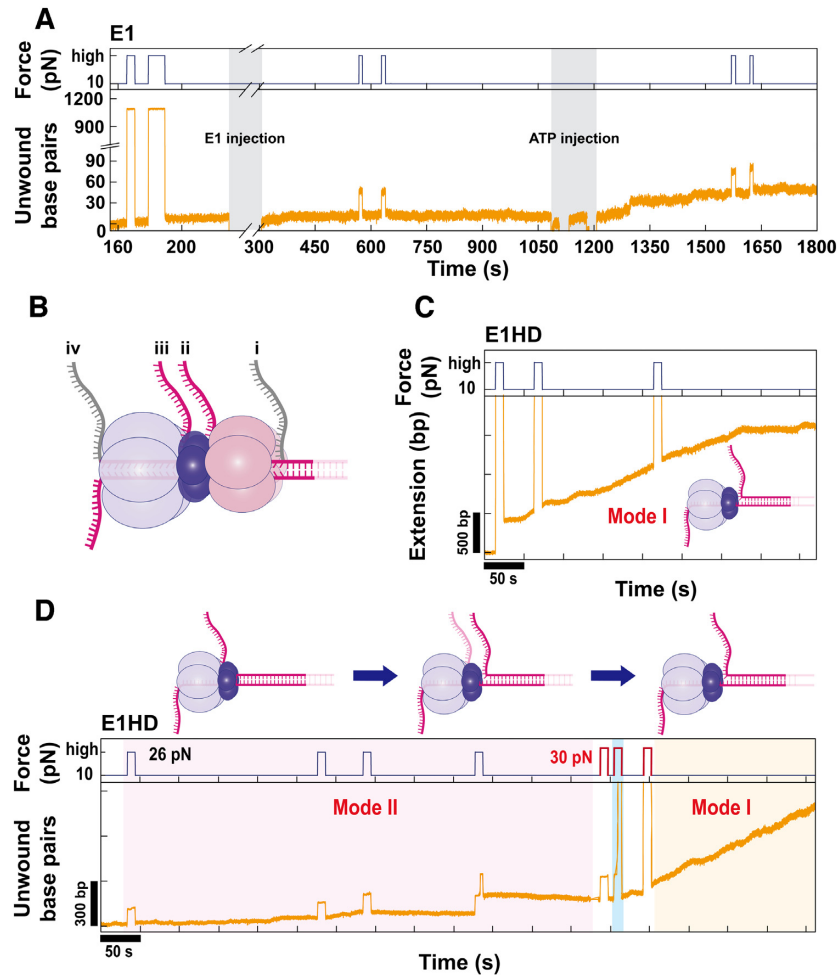 A
E1
Force
(pN)
high
10
Unwound
base pairs
1200
900
90
60
30
0
E1 injection
ATP injection
160 200 300 450 600 750 900 1050 1200 1350 1500 1650 1800
Time (s)
B
iv iii ii i
C
E1HD
Force
(pN)
high
10
Extension (bp)
500 bp
Mode I
50 s
Time (s)
D
E1HD
Force
(pN)
high
10
26 pN
30 pN
Unwound
base pairs
300 bp
Mode II
Mode I
50 s
Time (s)